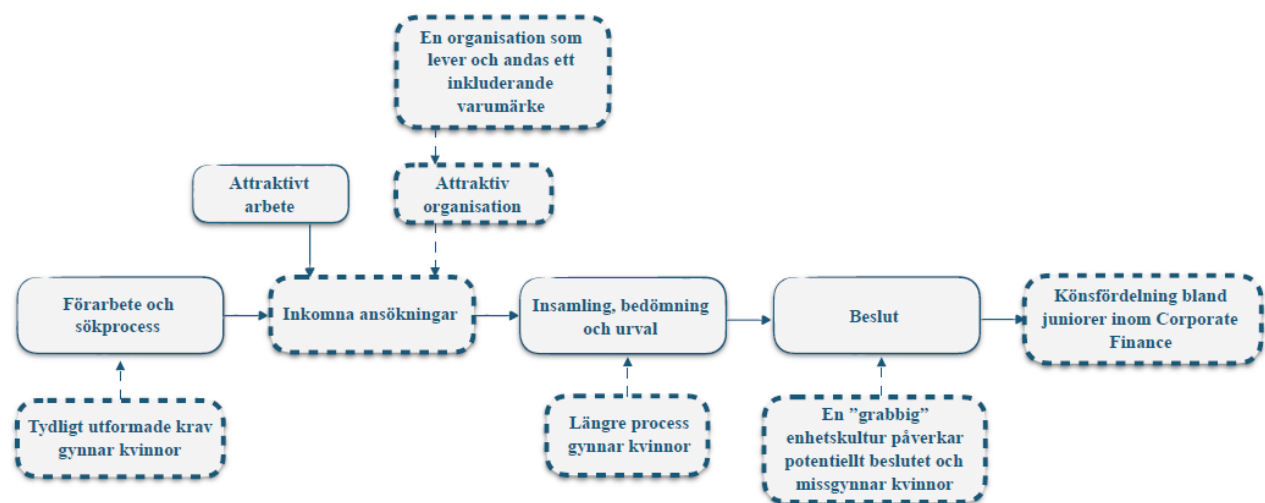 En organisation som
lever och andas ett
inkluderande
varumärke
Attraktivt
arbete
Attraktiv
organisation
Förarbete och
sökprocess
Inkomna ansökningar
Insamling, bedömning
och urval
Beslut
Könsfördelning bland
juniorer inom Corporate
Finance
Tydligt utformade krav
gynnar kvinnor
Längre process
gynnar kvinnor
En ”grabbig”
enhetskultur påverkar
potentiellt beslutet och
missgynnar kvinnor